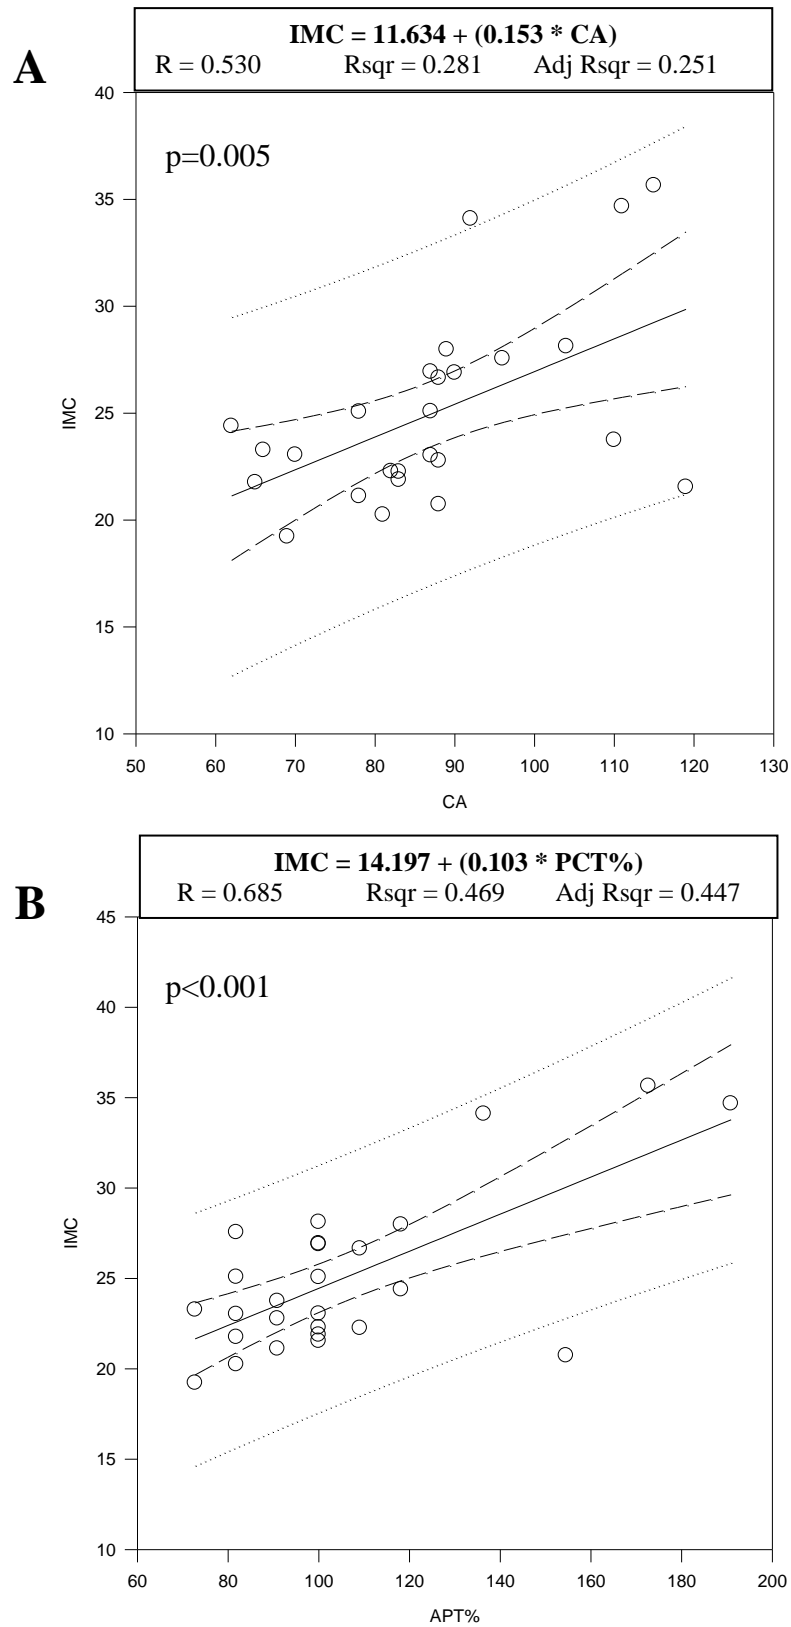 A
IMC = 11.634 + (0.153 * CA)
R = 0.530 Rsqr = 0.281 Adj Rsqr = 0.251
p=0.005
40
35
30
25
20
15
10
IMC
50 60 70 80 90 100 110 120 130
CA
B
IMC = 14.197 + (0.103 * PCT%)
R = 0.685 Rsqr = 0.469 Adj Rsqr = 0.447
p<0.001
45
40
35
30
25
20
15
10
IMC
60 80 100 120 140 160 180 200
APT%